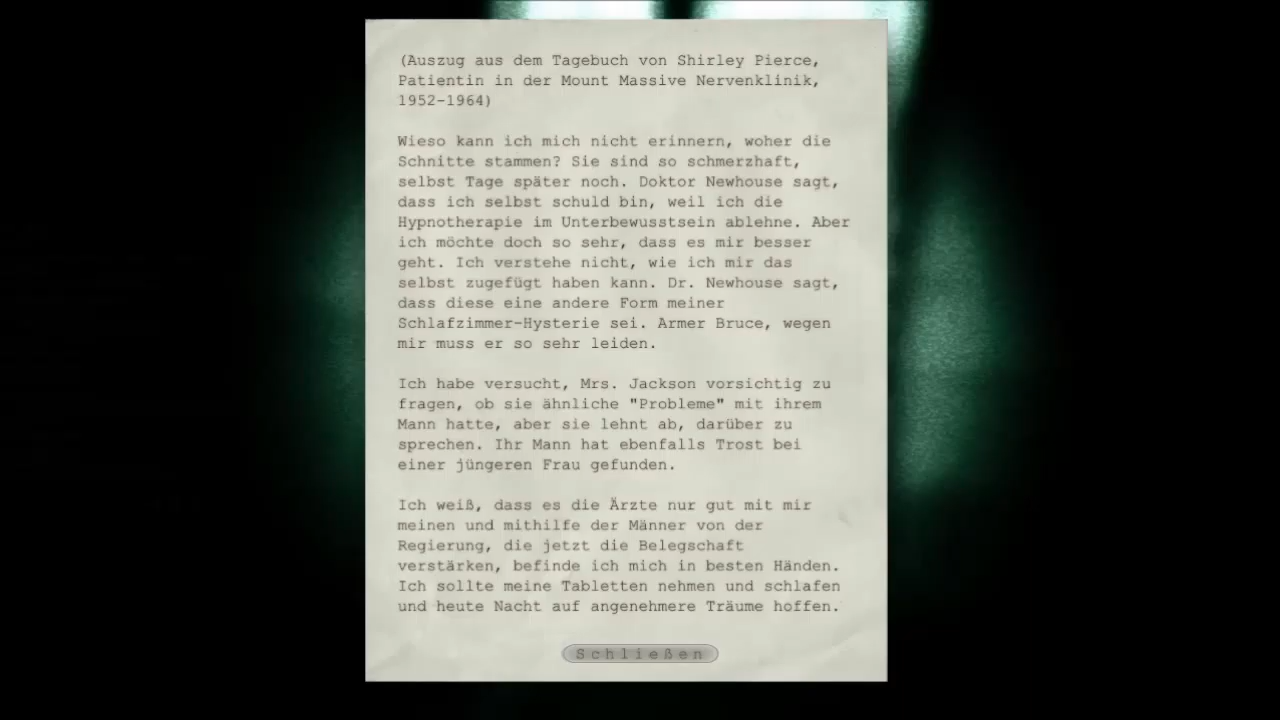 (Auszug aus dem Tagebuch von Shirley Pierce,
Patientin in der Mount Massive Nervenklinik,
1952-1964)
Wieso kann ich mich nicht erinnern, woher die
Schnitte stammen? Sie sind so schmerzhaft,
selbst Tage später noch. Doktor Newhouse sagt,
dass ich selbst schuld bin, weil ich die
Hypnotherapie im Unterbewusstsein ablehne. Aber
ich möchte doch so sehr, dass es mir besser
geht. Ich verstehe nicht, wie ich mir das
selbst zugefügt haben kann. Dr. Newhouse sagt,
dass diese eine andere Form meiner
Schlafzimmer-Hysterie sei. Armer Bruce, wegen
mir muss er so sehr leiden.
Ich habe versucht, Mrs. Jackson vorsichtig zu
fragen, ob sie ähnliche "Probleme" mit ihrem
Mann hatte, aber sie lehnt ab, darüber zu
sprechen. Ihr Mann hat ebenfalls Trost bei
einer jüngeren Frau gefunden.
Ich weiß, dass es die Ärzte nur gut mit mir
meinen und mithilfe der Männer von der
Regierung, die jetzt die Belegschaft
verstärken, befinde ich mich in besten Händen.
Ich sollte meine Tabletten nehmen und schlafen
und heute Nacht auf angenehmere Träume hoffen.
Schließen